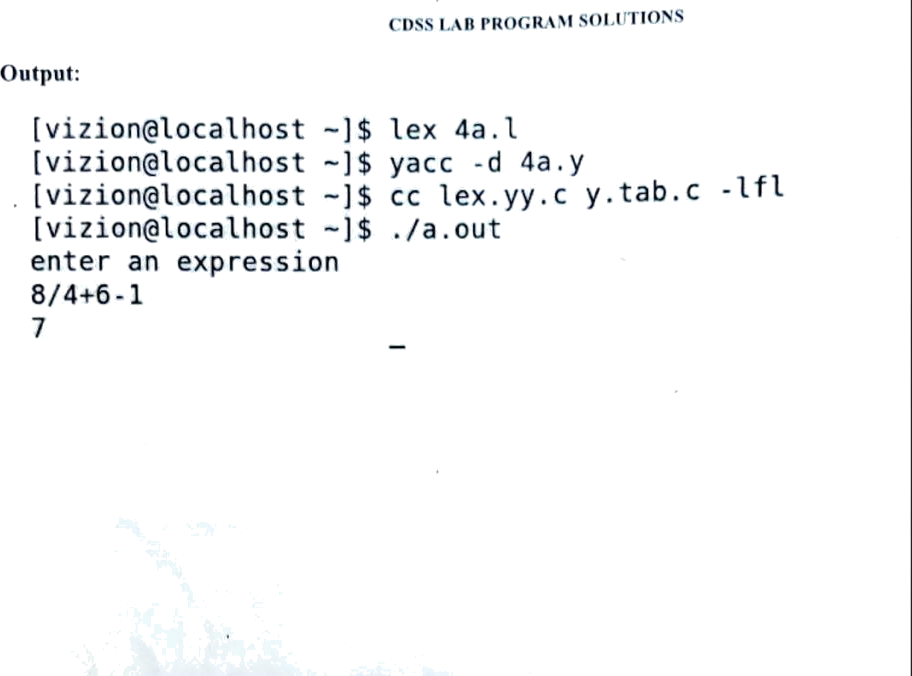 CDSS LAB PROGRAM SOLUTIONS
Output:
[vizion@localhost ~]$ lex 4a.l
[vizion@localhost ~]$ yacc -d 4a.y
[vizion@localhost ~]$ cc lex.yy.c y.tab.c -lfl
[vizion@localhost ~]$ ./a.out
enter an expression
8/4+6-1
7
_